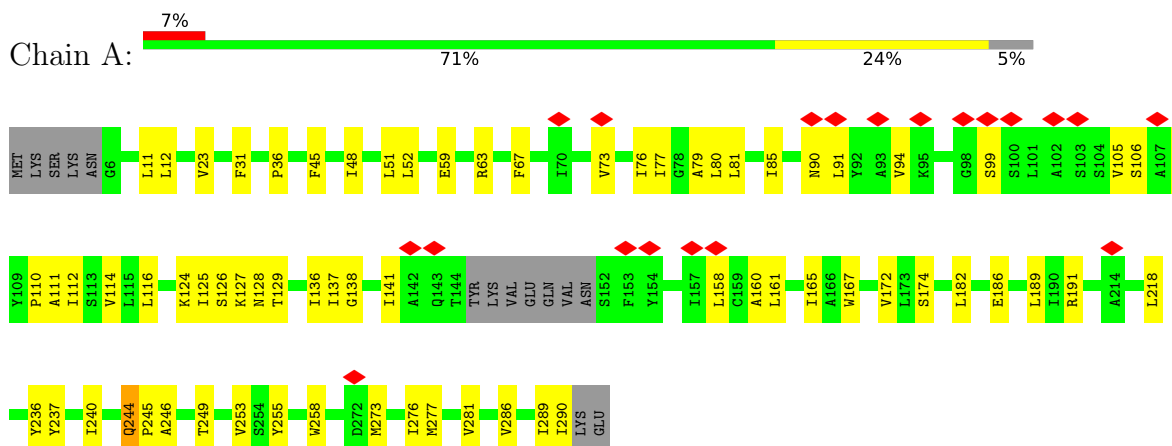 7%
Chain A:
71% 24% 5%
MET LYS SER LYS ASN G6 L11 L12 V23 F31 P36 F45 I48 L51 L52 E59 R63 F67 I70 V73 I76 I77 G78 A79 L80 L81 I85 N90 L91 Y92 A93 V94 K95 G98 S99 S100 L101 A102 S103 S104 V105 S106 A107
Y109 P110 A111 I112 S113 V114 L115 L116 K124 I125 S126 K127 N128 T129 I136 I137 G138 I141 A142 Q143 T144 TYR LYS VAL GLU GLN VAL ASN S152 F153 Y154 I157 L158 C159 A160 L161 I165 A166 W167 V172 L173 S174 L182 E186 L189 I190 R191 A214 L218
Y236 Y237 I240 Q244 P245 A246 T249 V253 S254 Y255 W258 D272 M273 I276 M277 V281 V286 I289 I290 LYS GLU